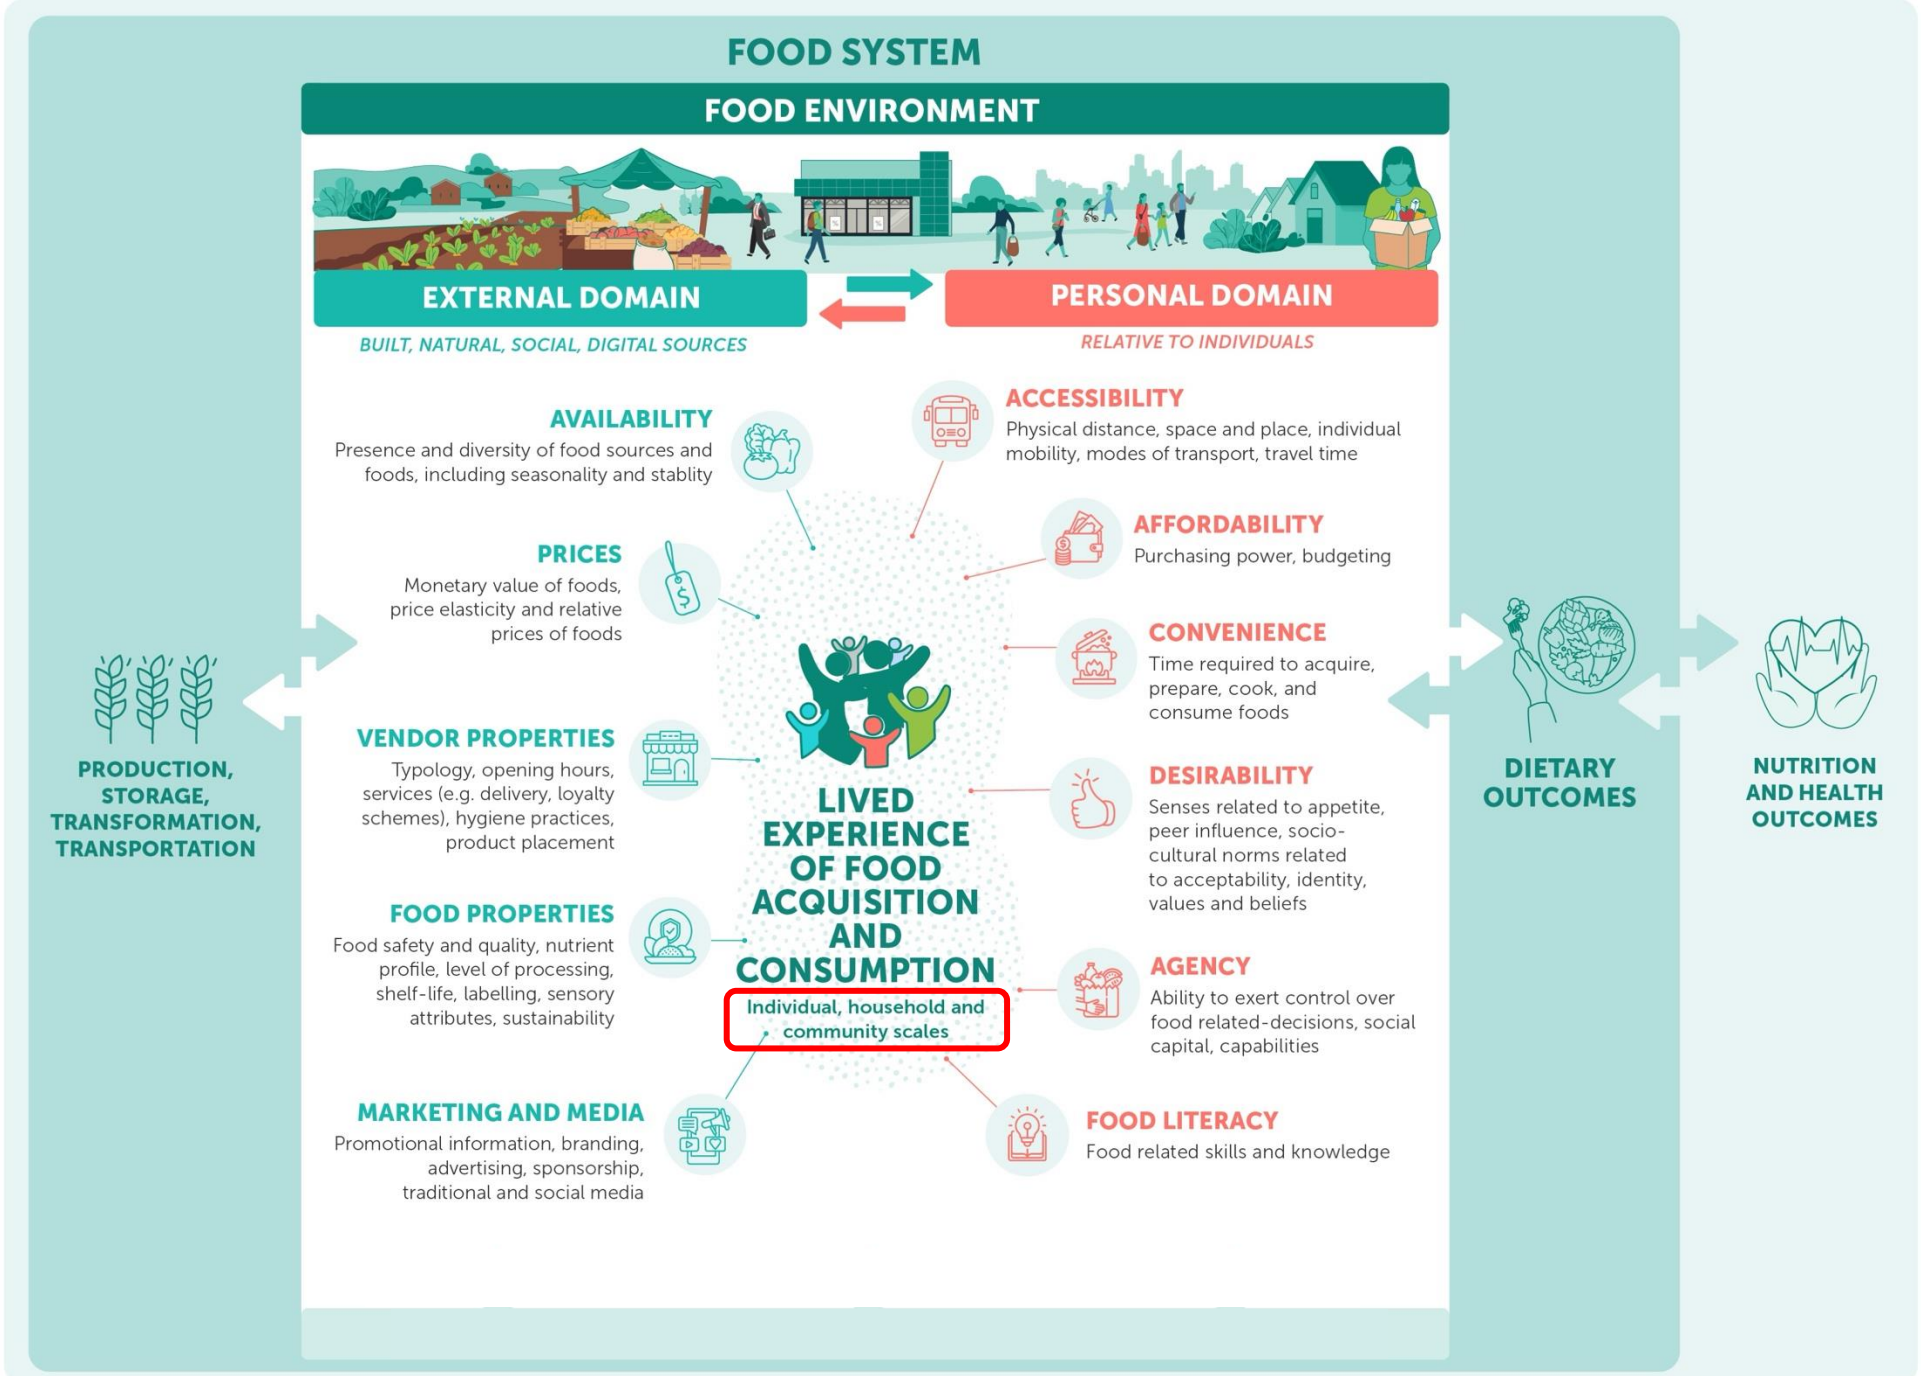 FOOD SYSTEM
FOOD ENVIRONMENT
EXTERNAL DOMAIN
BUILT, NATURAL, SOCIAL, DIGITAL SOURCES
PERSONAL DOMAIN
RELATIVE TO INDIVIDUALS
AVAILABILITY
Presence and diversity of food sources and
foods, including seasonality and stablity
PRICES
Monetary value of foods,
price elasticity and relative
prices of foods
VENDOR PROPERTIES
Typology, opening hours,
services (e.g. delivery, loyalty
schemes), hygiene practices,
product placement
FOOD PROPERTIES
Food safety and quality, nutrient
profile, level of processing,
shelf-life, labelling, sensory
attributes, sustainability
MARKETING AND MEDIA
Promotional information, branding,
advertising, sponsorship,
traditional and social media
LIVED
EXPERIENCE
OF FOOD
ACQUISITION
AND
CONSUMPTION
Individual, household and
community scales
ACCESSIBILITY
Physical distance, space and place, individual
mobility, modes of transport, travel time
AFFORDABILITY
Purchasing power, budgeting
CONVENIENCE
Time required to acquire,
prepare, cook, and
consume foods
DESIRABILITY
Senses related to appetite,
peer influence, socio-
cultural norms related
to acceptability, identity,
values and beliefs
AGENCY
Ability to exert control over
food related-decisions, social
capital, capabilities
FOOD LITERACY
Food related skills and knowledge
PRODUCTION,
STORAGE,
TRANSFORMATION,
TRANSPORTATION
DIETARY
OUTCOMES
NUTRITION
AND HEALTH
OUTCOMES